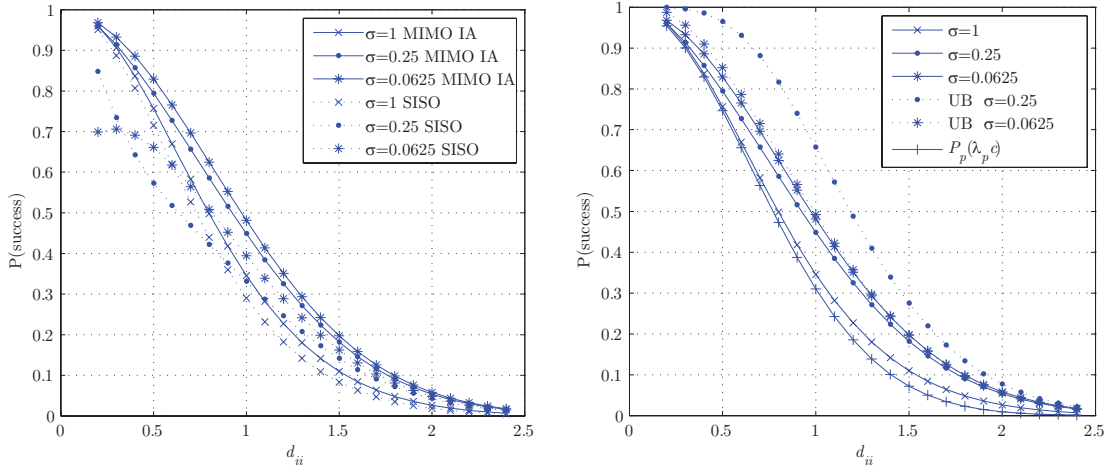 1
0.9
0.8
0.7
0.6
0.5
0.4
0.3
0.2
0.1
0
0 0.5 1 1.5 2 2.5
P(success)
d_ii
σ=1 MIMO IA
σ=0.25 MIMO IA
σ=0.0625 MIMO IA
σ=1 SISO
σ=0.25 SISO
σ=0.0625 SISO
1
0.9
0.8
0.7
0.6
0.5
0.4
0.3
0.2
0.1
0
0 0.5 1 1.5 2 2.5
P(success)
d_ii
σ=1
σ=0.25
σ=0.0625
UB σ=0.25
UB σ=0.0625
P_p(λ_p c)